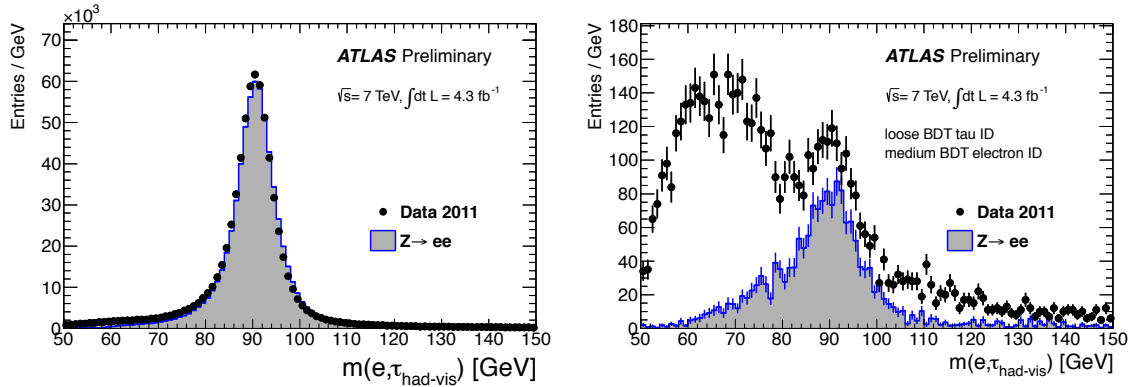 ×10³
Entries / GeV
70
60
50
40
30
20
10
0
50 60 70 80 90 100 110 120 130 140 150
m(e,τhad-vis) [GeV]
ATLAS Preliminary
√s= 7 TeV, ∫dt L = 4.3 fb⁻¹
Data 2011
Z→ ee
Entries / GeV
180
160
140
120
100
80
60
40
20
0
50 60 70 80 90 100 110 120 130 140 150
m(e,τhad-vis) [GeV]
ATLAS Preliminary
√s= 7 TeV, ∫dt L = 4.3 fb⁻¹
loose BDT tau ID
medium BDT electron ID
Data 2011
Z→ ee